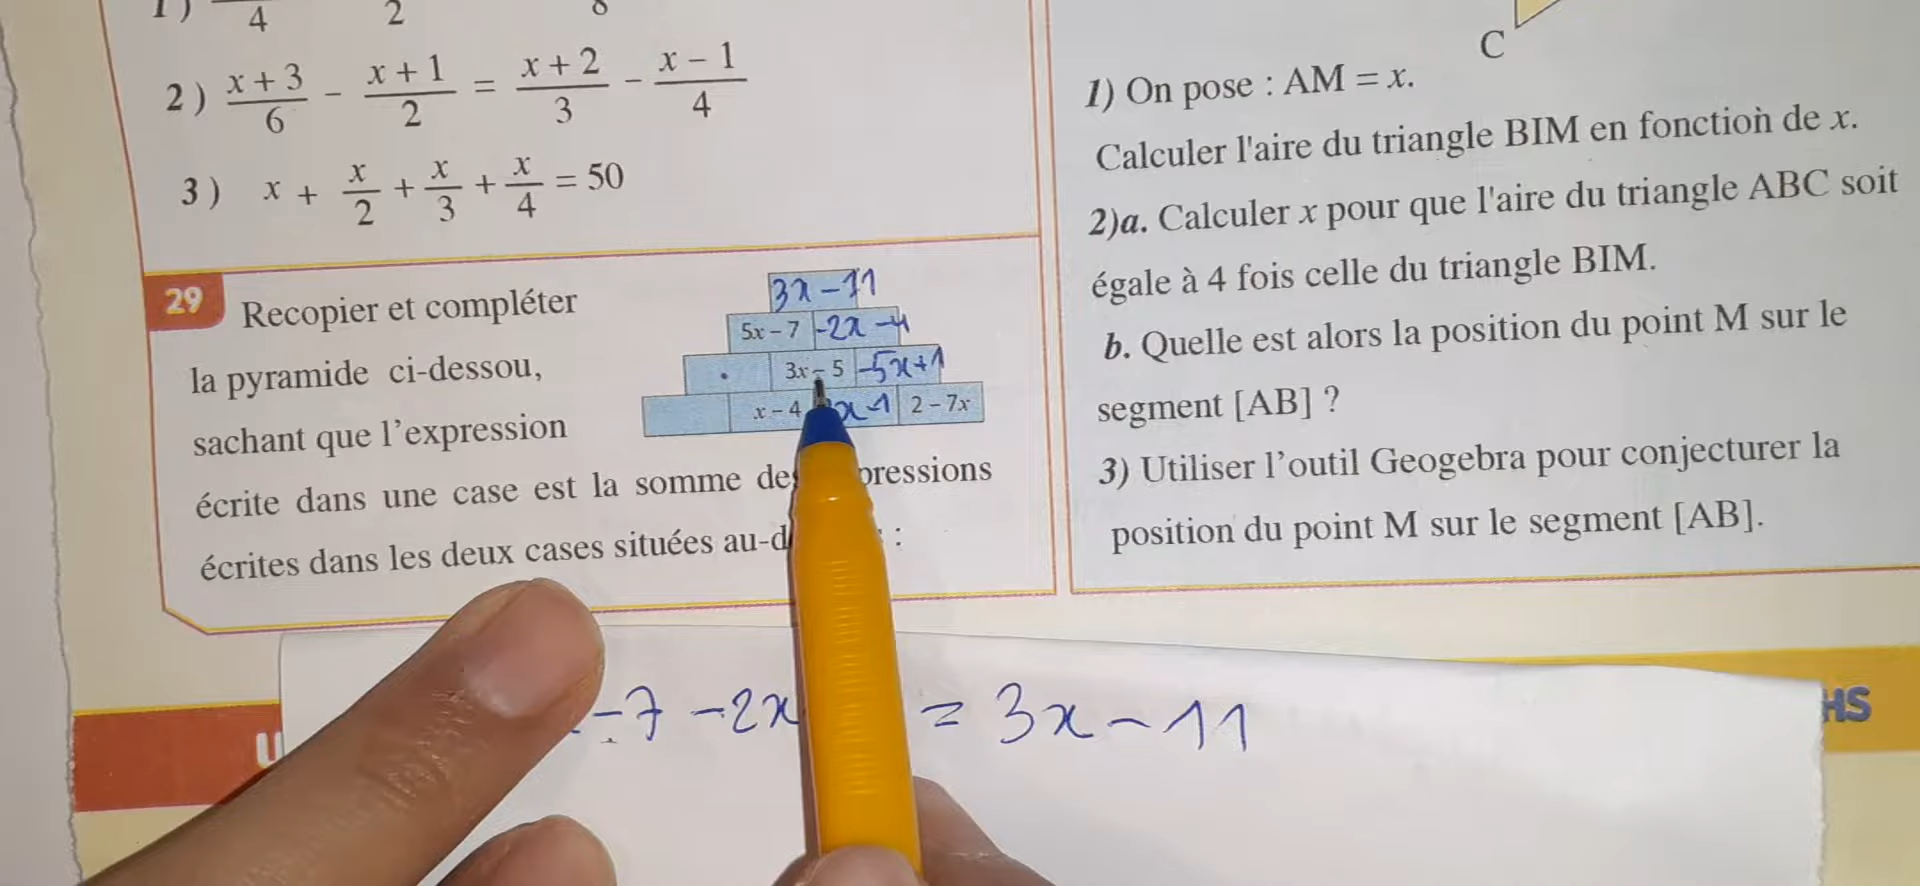 1)
4
2
8
2) x + 3 / 6 - x + 1 / 2 = x + 2 / 3 - x - 1 / 4
3) x + x / 2 + x / 3 + x / 4 = 50
29 Recopier et compléter
la pyramide ci-dessou,
sachant que l'expression
écrite dans une case est la somme des pressions
écrites dans les deux cases situées au-d :
3x - 11
5x - 7 -2x - 4
3x - 5 -5x + 1
x - 4 x - 1 2 - 7x
C
1) On pose : AM = x.
Calculer l'aire du triangle BIM en fonction de x.
2)a. Calculer x pour que l'aire du triangle ABC soit
égale à 4 fois celle du triangle BIM.
b. Quelle est alors la position du point M sur le
segment [AB] ?
3) Utiliser l'outil Geogebra pour conjecturer la
position du point M sur le segment [AB].
-7 -2x = 3x - 11
U
HS